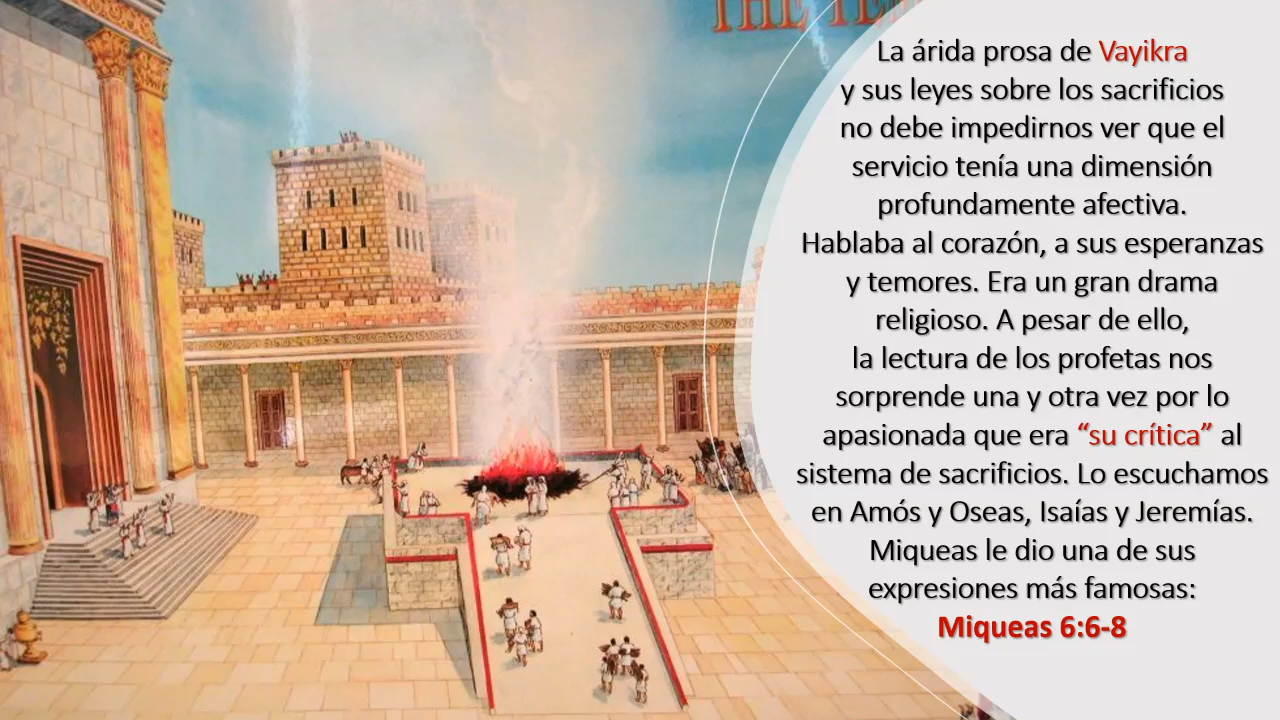 THE TE
La árida prosa de Vayikra
y sus leyes sobre los sacrificios
no debe impedirnos ver que el
servicio tenía una dimensión
profundamente afectiva.
Hablaba al corazón, a sus esperanzas
y temores. Era un gran drama
religioso. A pesar de ello,
la lectura de los profetas nos
sorprende una y otra vez por lo
apasionada que era “su crítica” al
sistema de sacrificios. Lo escuchamos
en Amós y Oseas, Isaías y Jeremías.
Miqueas le dio una de sus
expresiones más famosas:
Miqueas 6:6-8